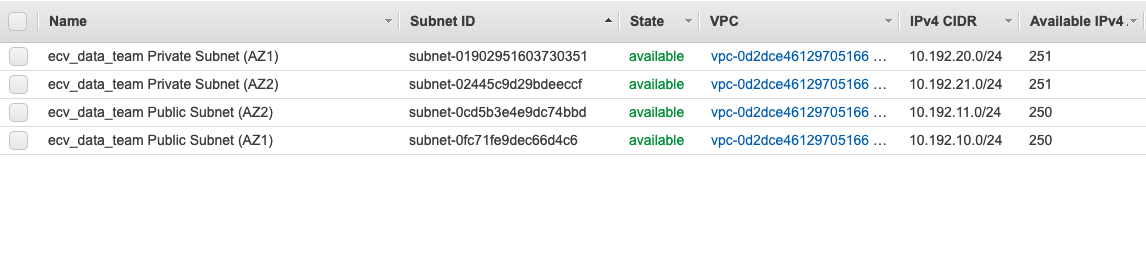 Name Subnet ID State VPC IPv4 CIDR Available IPv4
ecv_data_team Private Subnet (AZ1) subnet-01902951603730351 available vpc-0d2dce46129705166 ... 10.192.20.0/24 251
ecv_data_team Private Subnet (AZ2) subnet-02445c9d29bdeeccf available vpc-0d2dce46129705166 ... 10.192.21.0/24 251
ecv_data_team Public Subnet (AZ2) subnet-0cd5b3e4e9dc74bbd available vpc-0d2dce46129705166 ... 10.192.11.0/24 250
ecv_data_team Public Subnet (AZ1) subnet-0fc71fe9dec66d4c6 available vpc-0d2dce46129705166 ... 10.192.10.0/24 250